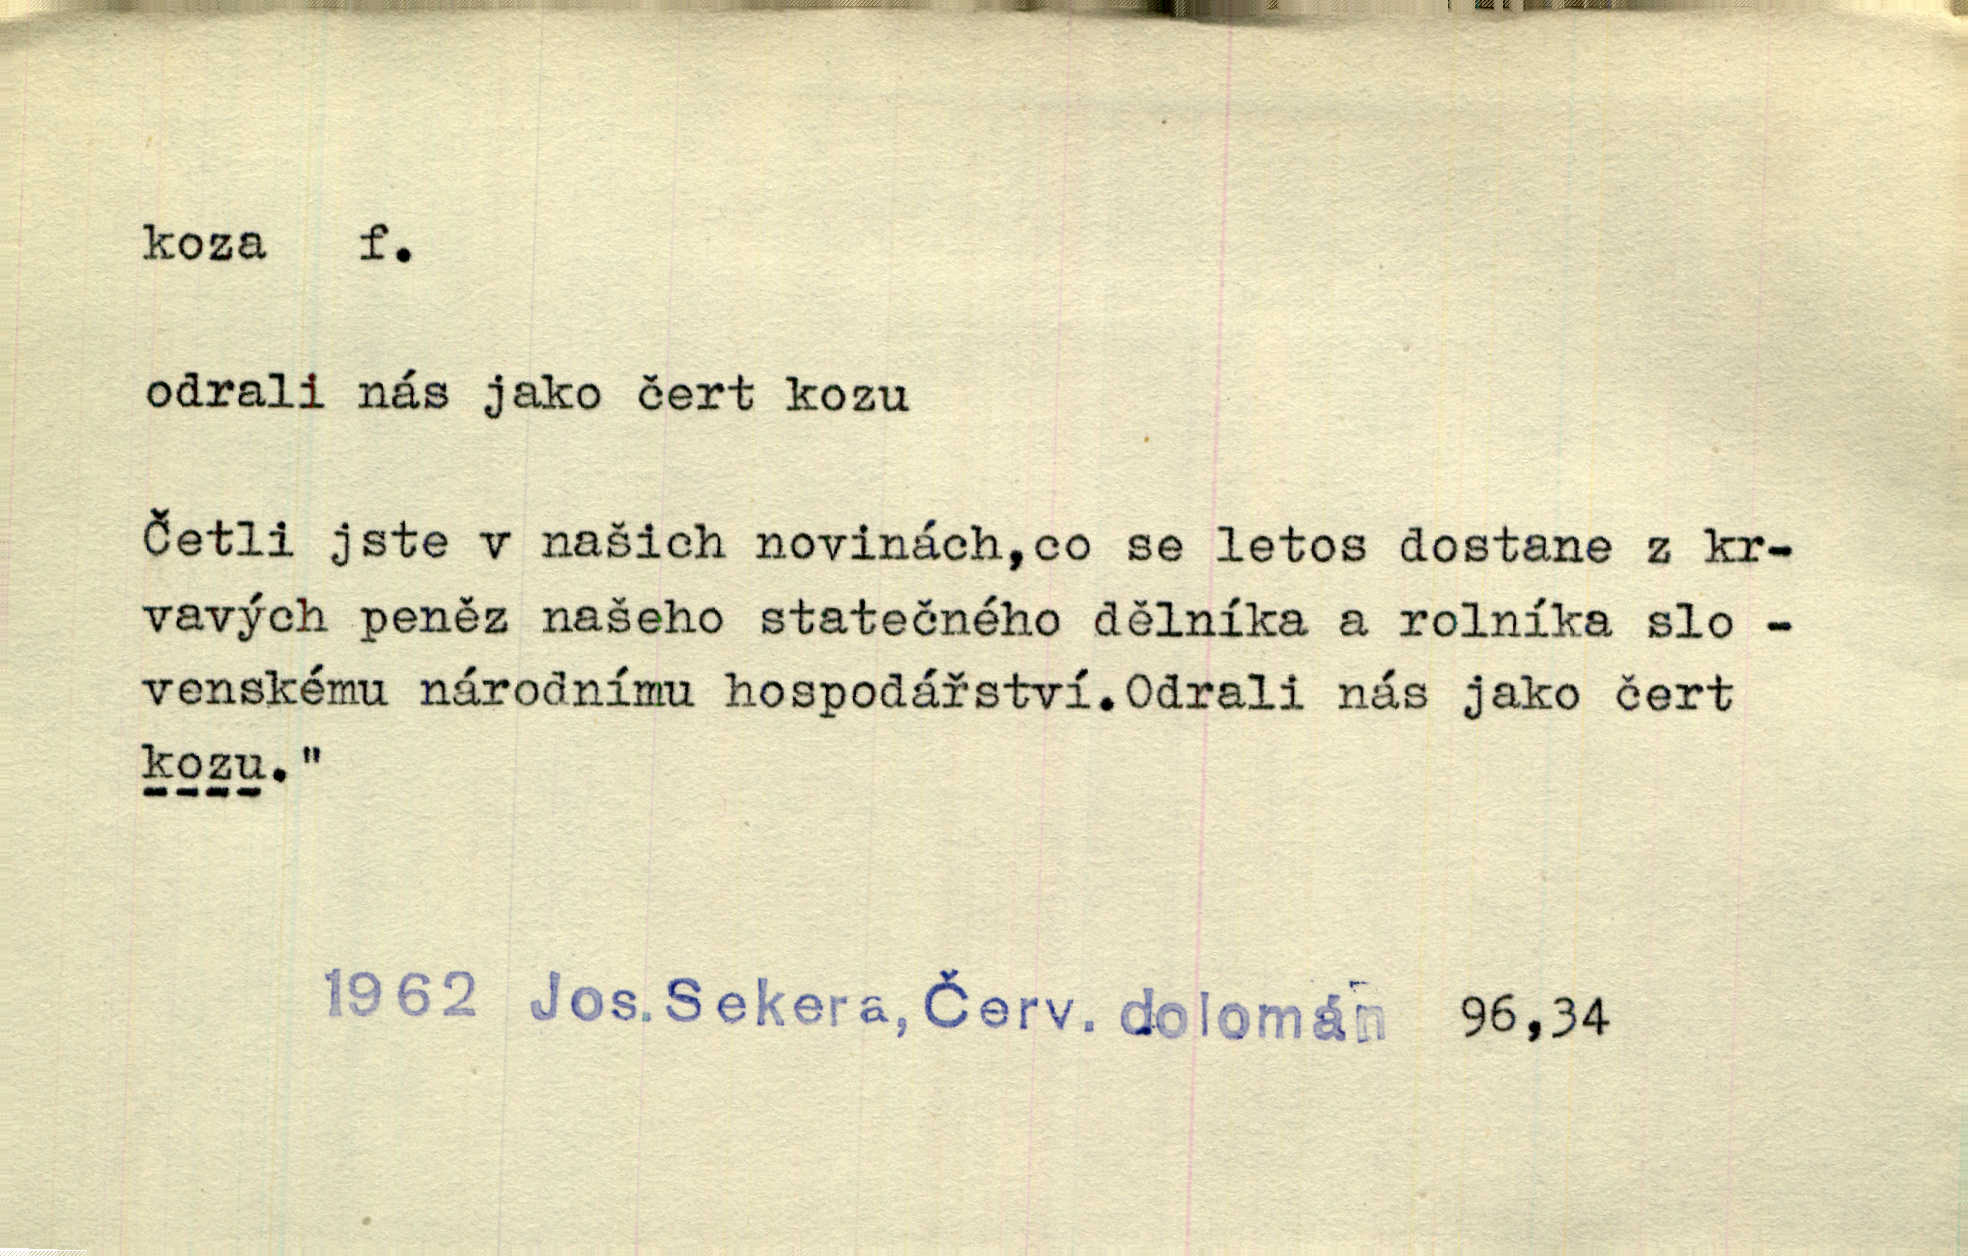 koza f.
odrali nás jako čert kozu
Četli jste v našich novinách,co se letos dostane z kr-
vavých peněz našeho statečného dělníka a rolníka slo -
venskému národnímu hospodářství.Odrali nás jako čert
kozu."
1962 Jos.Sekera, Červ. dolomán 96,34